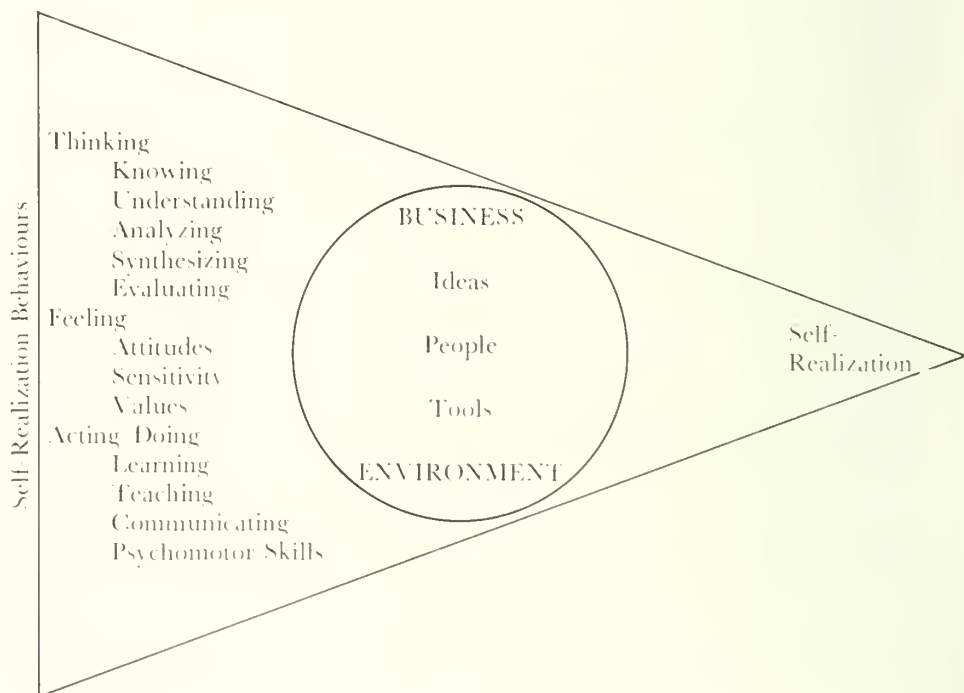 Self-Realization Behaviours
Thinking
Knowing
Understanding
Analyzing
Synthesizing
Evaluating
Feeling
Attitudes
Sensitivity
Values
Acting Doing
Learning
Teaching
Communicating
Psychomotor Skills
BUSINESS
Ideas
People
Tools
ENVIRONMENT
Self-
Realization